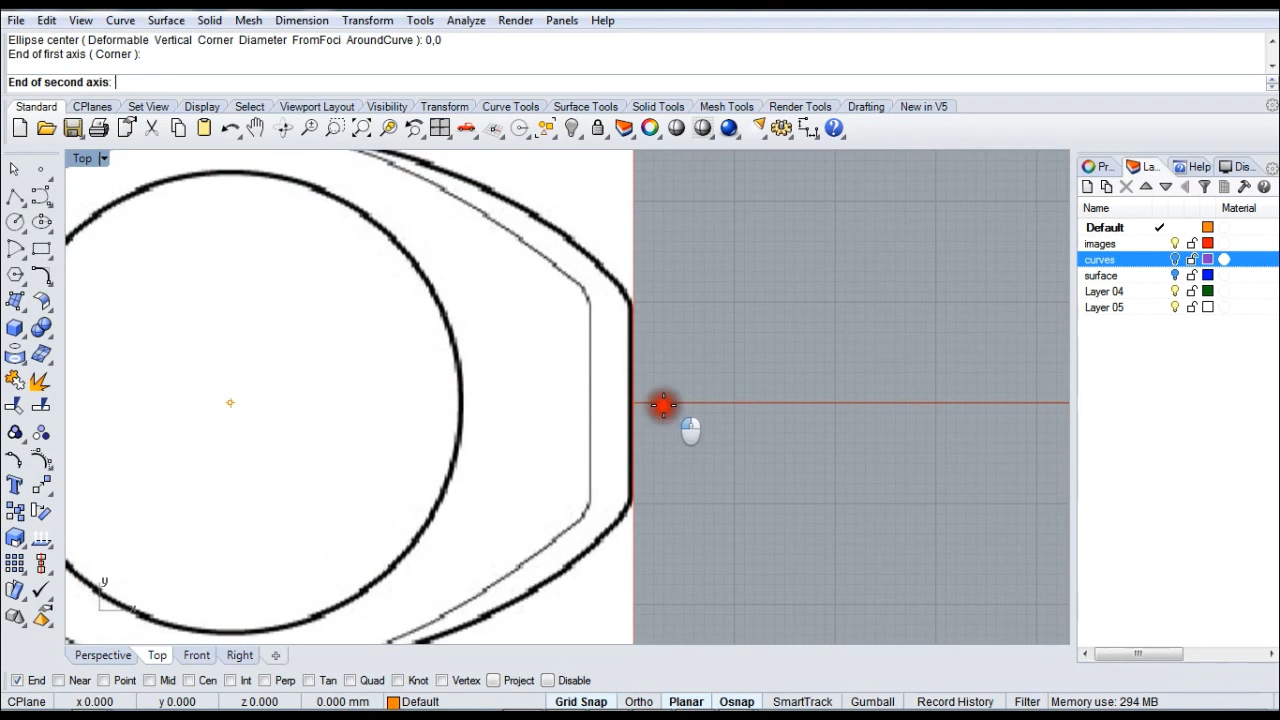 File Edit View Curve Surface Solid Mesh Dimension Transform Tools Analyze Render Panels Help
Ellipse center ( Deformable Vertical Corner Diameter FromFoci AroundCurve ): 0,0
End of first axis ( Corner ):
End of second axis:
Standard CPlanes Set View Display Select Viewport Layout Visibility Transform Curve Tools Surface Tools Solid Tools Mesh Tools Render Tools Drafting New in V5
Top
Pr... La... Help Dis...
Name Material
Default
images
curves
surface
Layer 04
Layer 05
y
Perspective Top Front Right
End Near Point Mid Cen Int Perp Tan Quad Knot Vertex Project Disable
CPlane x 0.000 y 0.000 z 0.000 0.000 mm Default Grid Snap Ortho Planar Osnap SmartTrack Gumball Record History Filter Memory use: 294 MB